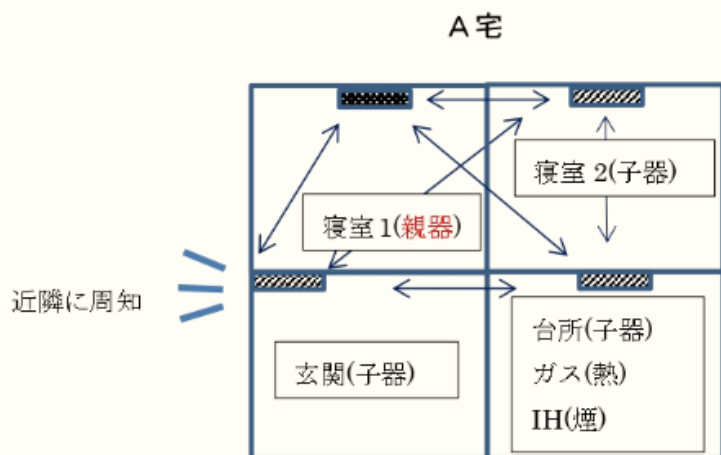 A宅
寝室2(子器)
寝室1(親器)
近隣に周知
玄関(子器)
台所(子器)
ガス(熱)
IH(煙)